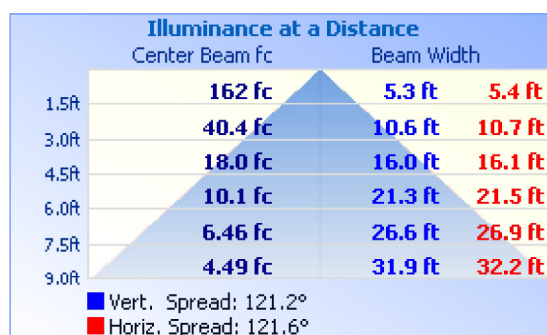 Illuminance at a Distance
Center Beam fc Beam Width
1.5ft 162 fc 5.3 ft 5.4 ft
3.0ft 40.4 fc 10.6 ft 10.7 ft
4.5ft 18.0 fc 16.0 ft 16.1 ft
6.0ft 10.1 fc 21.3 ft 21.5 ft
7.5ft 6.46 fc 26.6 ft 26.9 ft
9.0ft 4.49 fc 31.9 ft 32.2 ft
Vert. Spread: 121.2°
Horiz. Spread: 121.6°